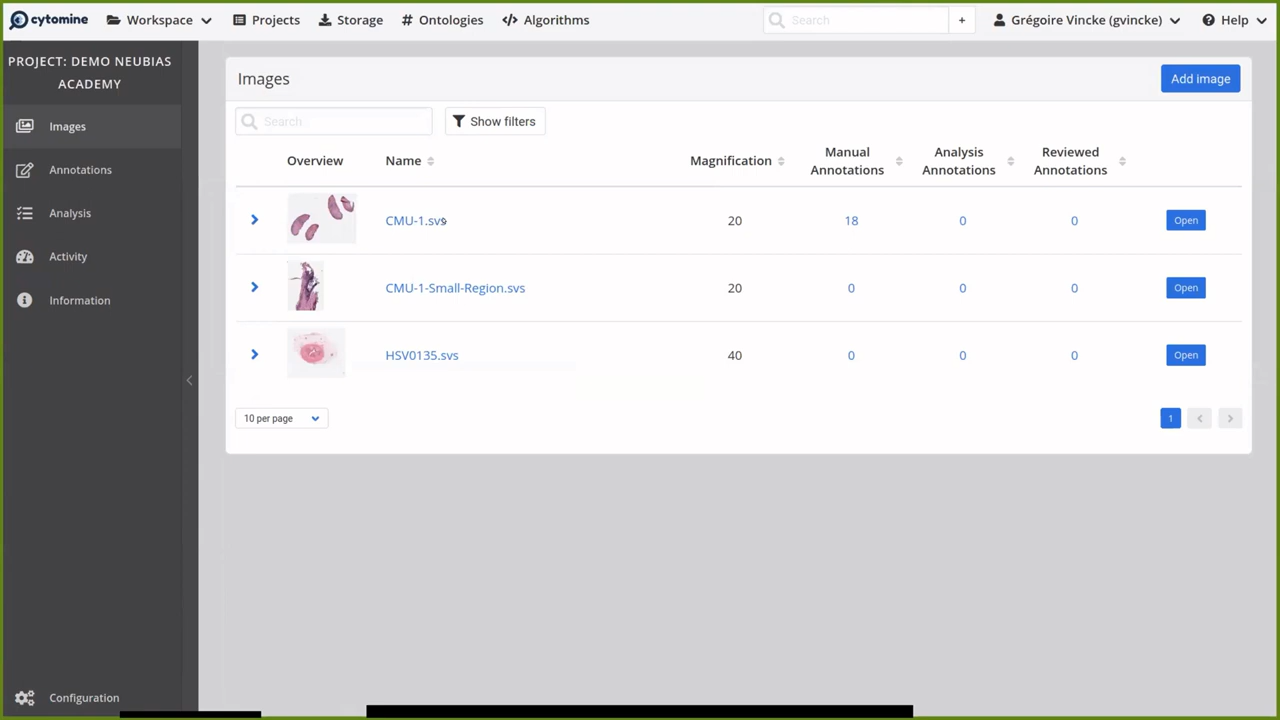 cytomine Workspace Projects Storage Ontologies Algorithms Search + Grégoire Vincke (gvincke) Help
PROJECT: DEMO NEUBIAS
ACADEMY
Images
Annotations
Analysis
Activity
Information
Configuration
Images Add image
Search Show filters
Overview Name Magnification Manual Annotations Analysis Annotations Reviewed Annotations
CMU-1.svs 20 18 0 0 Open
CMU-1-Small-Region.svs 20 0 0 0 Open
HSV0135.svs 40 0 0 0 Open
10 per page 1